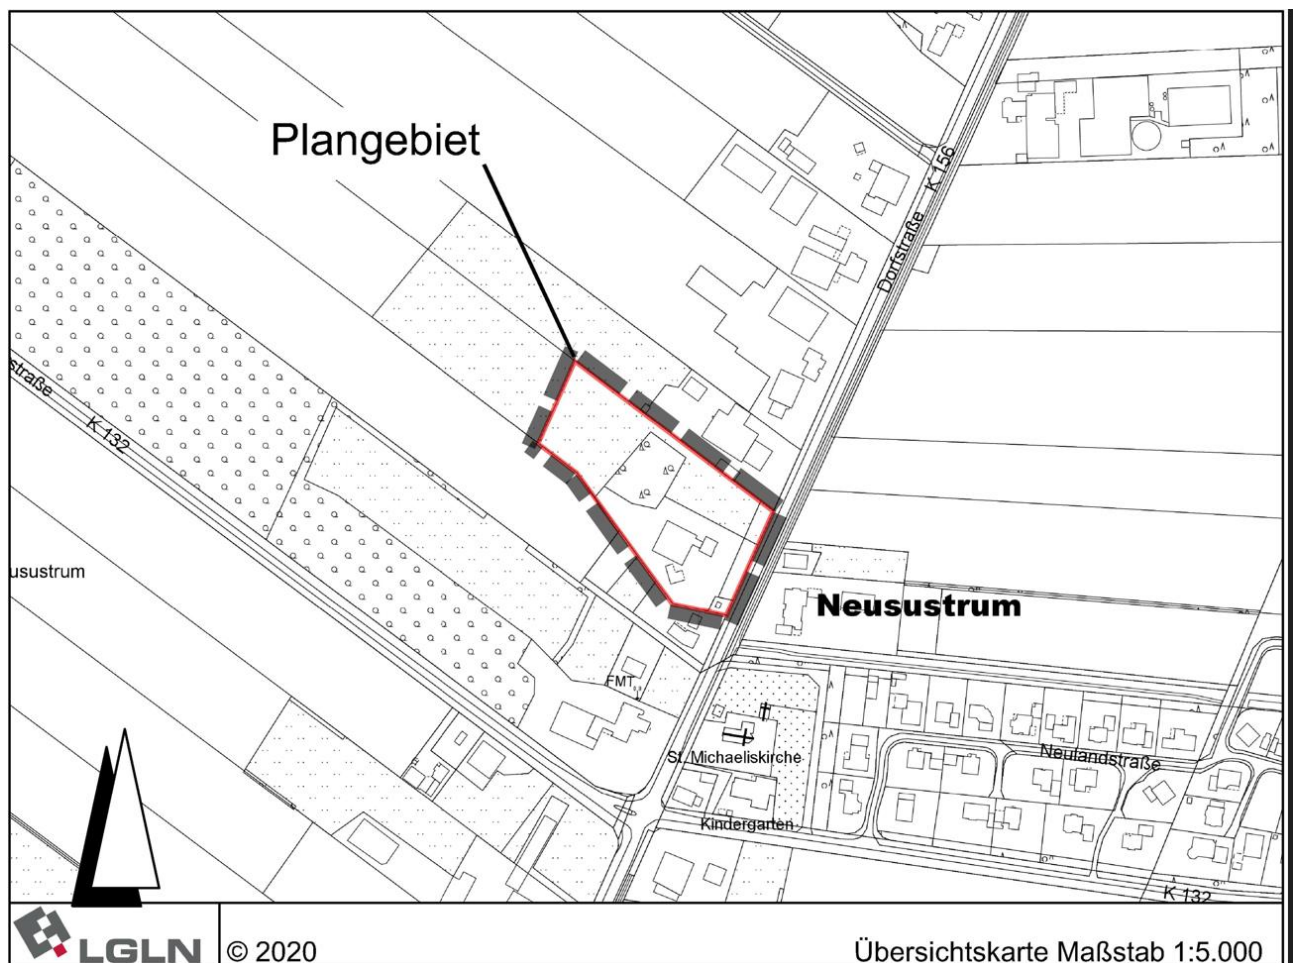 Plangebiet
K 156
Dorfstraße
straße
K 132
usustrum
Neusustrum
FMT
St. Michaeliskirche
Neulandstraße
Kindergarten
K 132
LGLN
© 2020
Übersichtskarte Maßstab 1:5.000